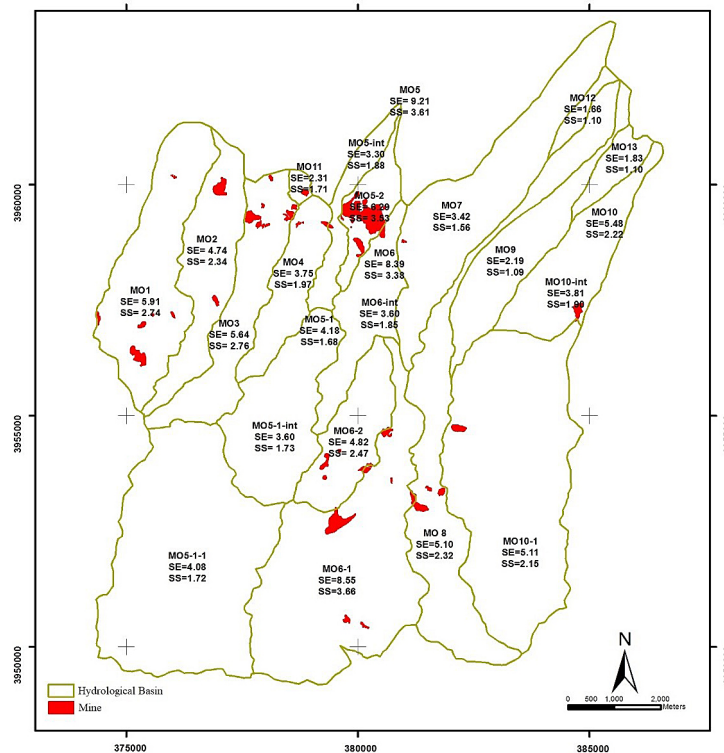 MO5
SE= 9.21
SS= 3.61
MO12
SE=1.66
SS=1.10
MO5-int
SE=3.30
SS=1.88
MO13
SE=1.83
SS=1.10
MO11
SE=2.31
SS=1.71
3960000
MO5-2
SS= 3.53
MO7
SE=3.42
SS=1.56
MO10
SE=5.48
SS=2.22
MO2
SE= 4.74
SS= 2.34
MO6
SE= 8.39
SS= 3.38
MO9
SE=2.19
SS=1.09
MO4
SE= 3.75
SS=1.97
MO10-int
SE=3.81
MO1
SE= 5.91
SS= 2.74
MO6-int
SE= 3.60
SS=1.85
MO3
SE= 5.64
SS= 2.76
MO5-1
SE= 4.18
SS=1.68
3955000
MO5-1-int
SE= 3.60
SS= 1.73
MO6-2
SE= 4.82
SS=2.47
MO 8
SE=5.10
SS=2.32
MO10-1
SE=5.11
SS=2.15
MO5-1-1
SE=4.08
SS=1.72
MO6-1
SE=8.55
SS=3.66
3950000
N
Hydrological Basin
Mine
0 500 1,000 2,000
Meters
375000 380000 385000